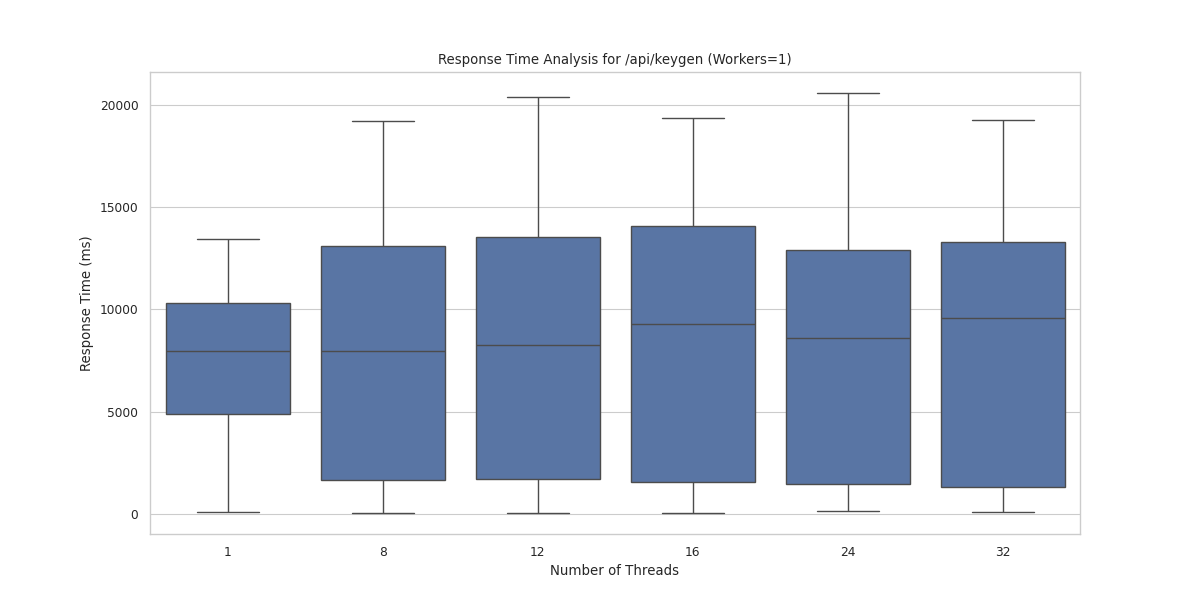 Response Time Analysis for /api/keygen (Workers=1)
20000
15000
10000
5000
0
Response Time (ms)
1 8 12 16 24 32
Number of Threads